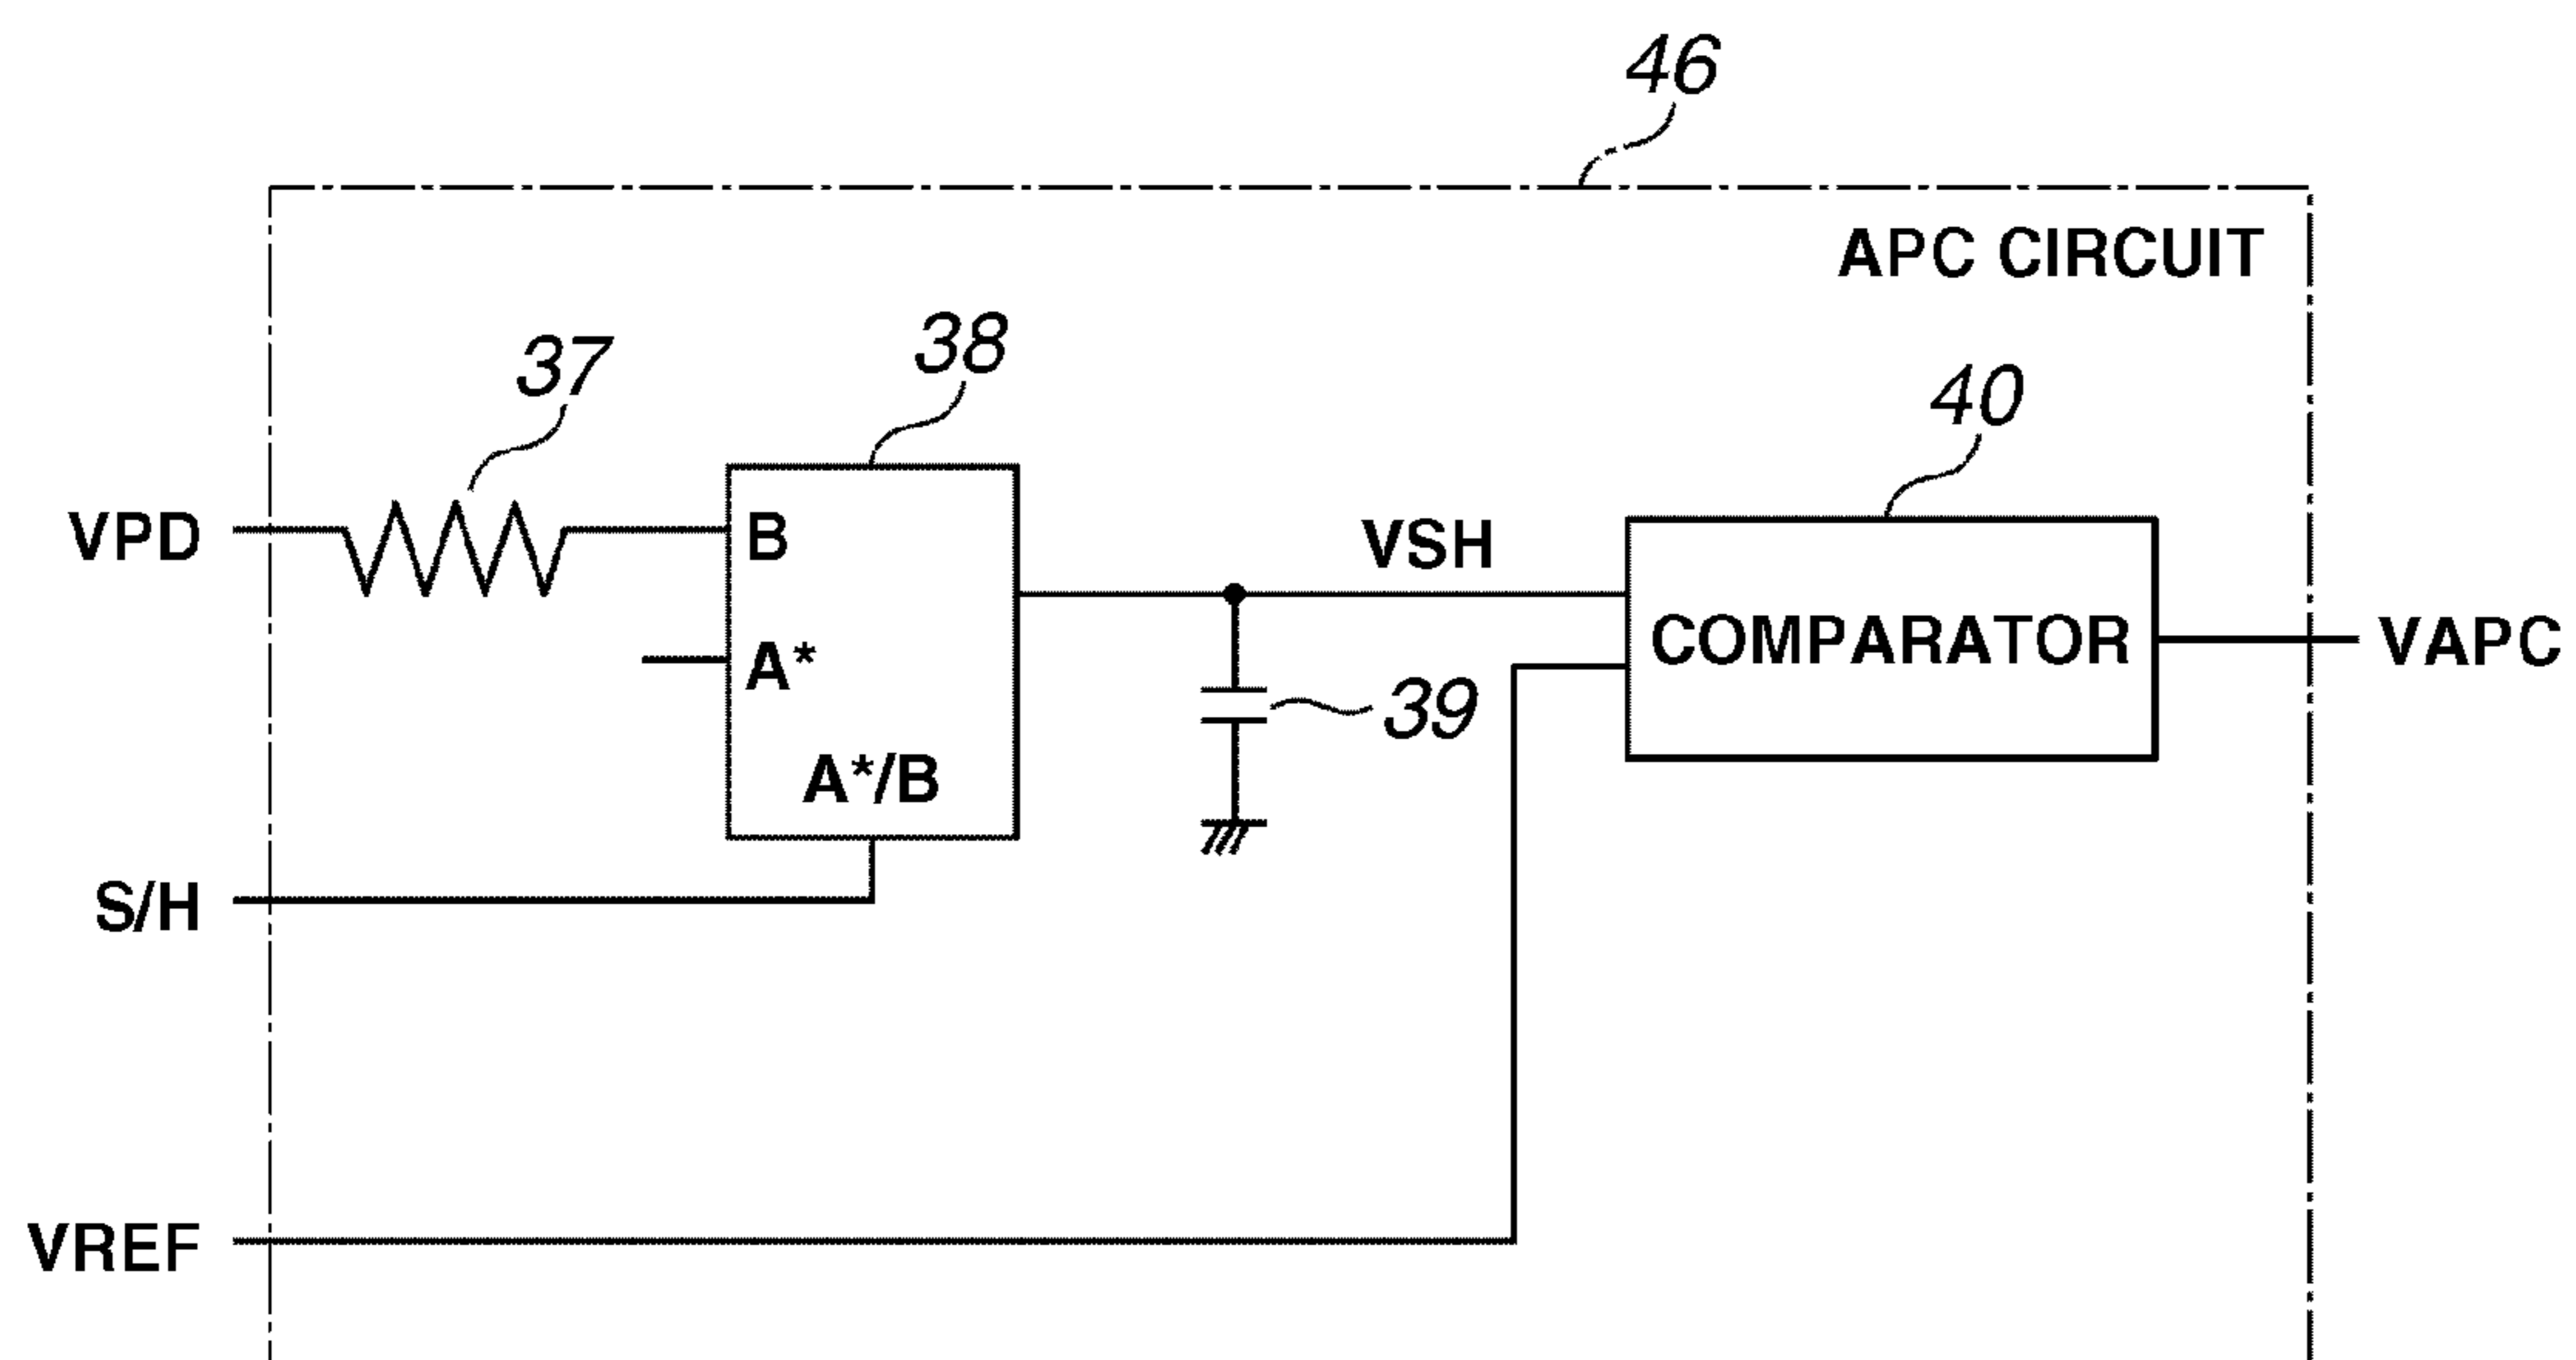 46
APC CIRCUIT
37
38
40
VPD
B
VSH
A*
COMPARATOR
VAPC
39
A*/B
S/H
VREF